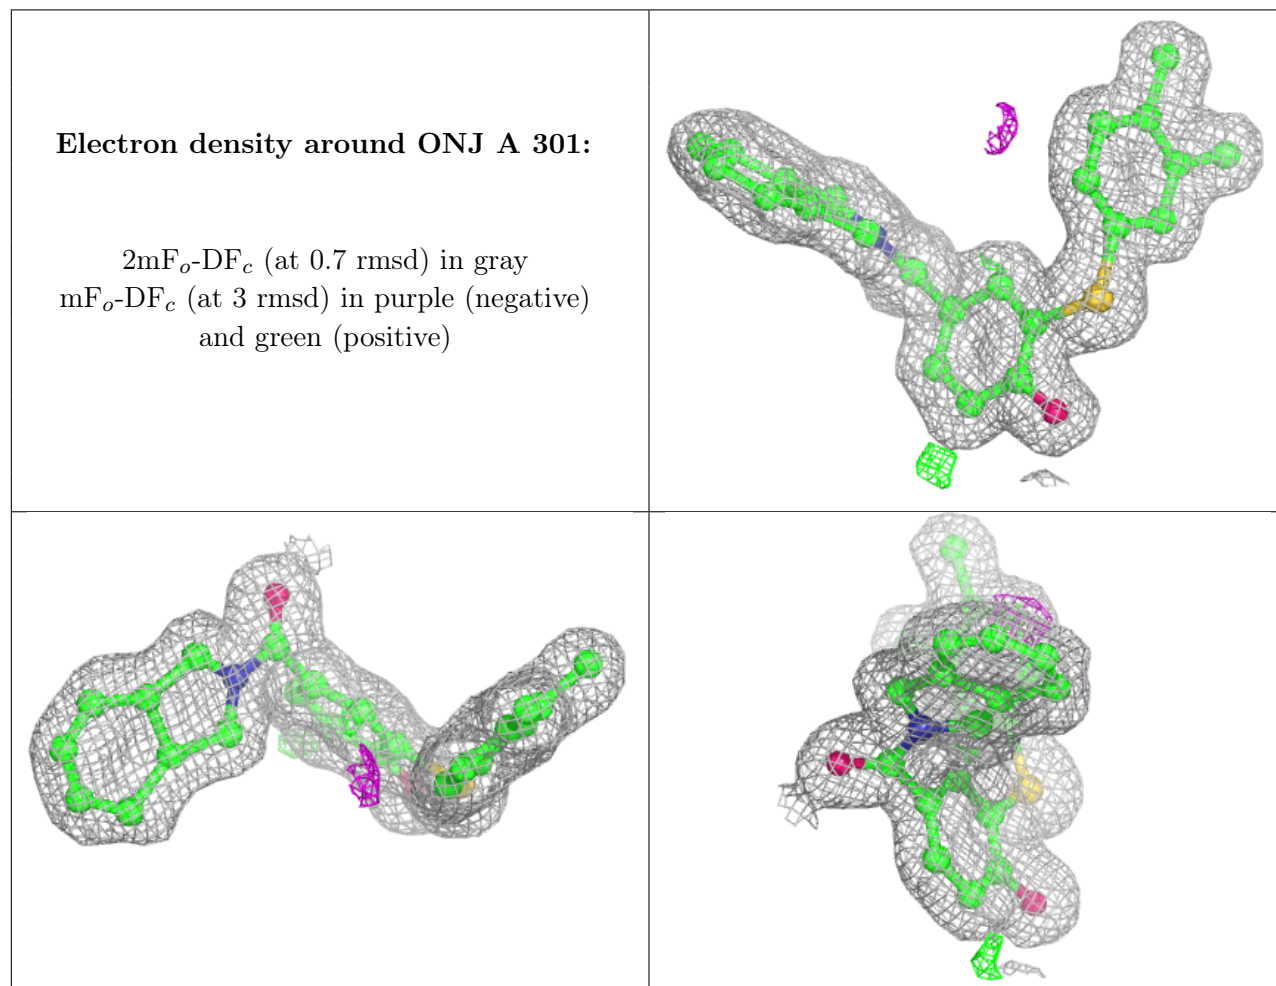 Electron density around ONJ A 301:
2mFo-DFc (at 0.7 rmsd) in gray
mFo-DFc (at 3 rmsd) in purple (negative)
and green (positive)